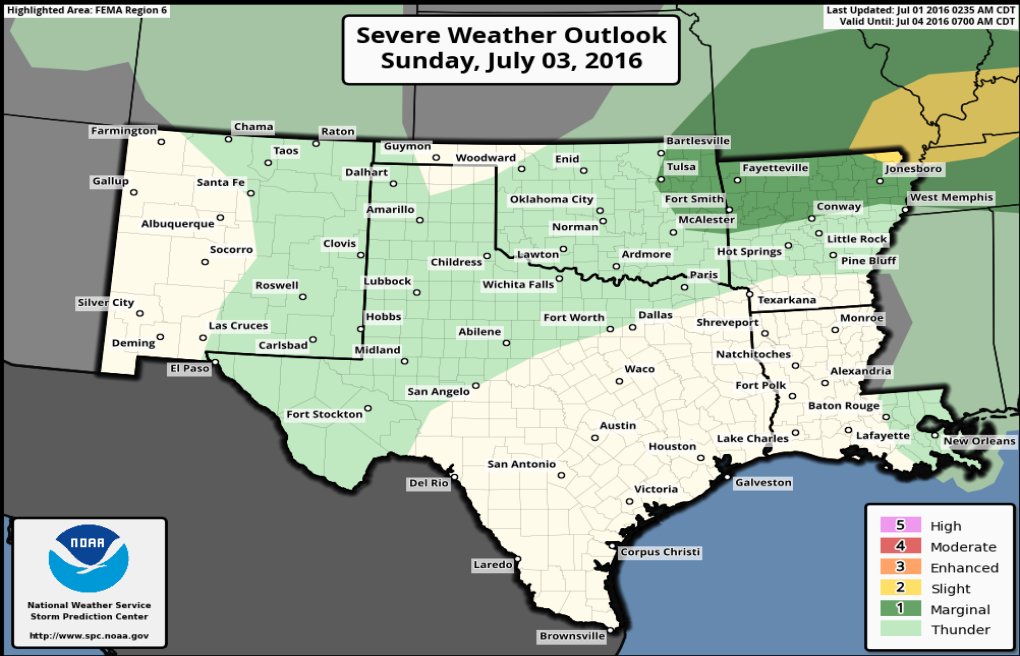 Highlighted Area: FEMA Region 6
Last Updated: Jul 01 2016 0235 AM CDT
Valid Until: Jul 04 2016 0700 AM CDT
Severe Weather Outlook
Sunday, July 03, 2016
Farmington
Chama
Raton
Guymon
Bartlesville
Taos
Woodward
Enid
Tulsa
Fayetteville
Jonesboro
Gallup
Santa Fe
Dalhart
Oklahoma City
Fort Smith
West Memphis
Albuquerque
Amarillo
Norman
McAlester
Conway
Socorro
Clovis
Childress
Lawton
Ardmore
Hot Springs
Little Rock
Pine Bluff
Roswell
Lubbock
Wichita Falls
Paris
Silver City
Texarkana
Las Cruces
Hobbs
Abilene
Fort Worth
Dallas
Shreveport
Monroe
Deming
Carlsbad
Midland
Natchitoches
El Paso
San Angelo
Waco
Fort Polk
Alexandria
Fort Stockton
Baton Rouge
Austin
Houston
Lake Charles
Lafayette
New Orleans
San Antonio
Del Rio
Victoria
Galveston
Laredo
Corpus Christi
Brownsville
NOAA
National Weather Service
Storm Prediction Center
http://www.spc.noaa.gov
5 High
4 Moderate
3 Enhanced
2 Slight
1 Marginal
Thunder